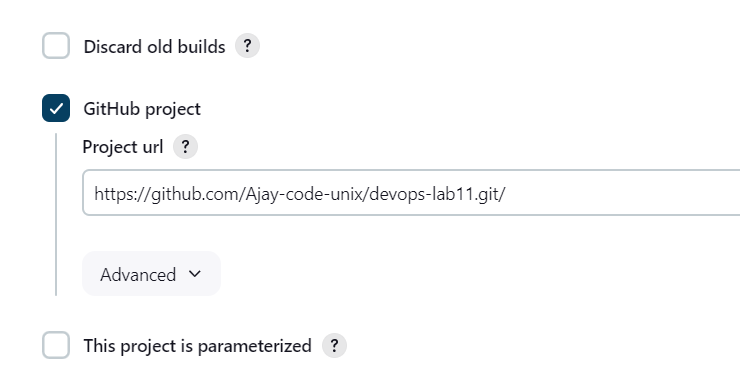 Discard old builds ?
GitHub project
Project url ?
https://github.com/Ajay-code-unix/devops-lab11.git/
Advanced
This project is parameterized ?